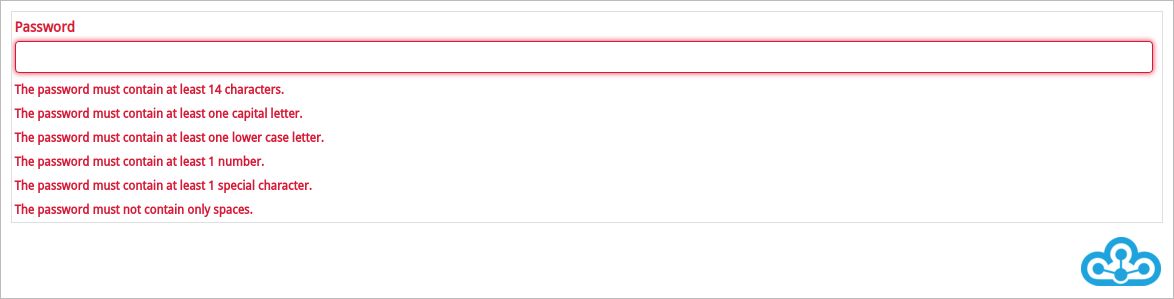 Password
The password must contain at least 14 characters.
The password must contain at least one capital letter.
The password must contain at least one lower case letter.
The password must contain at least 1 number.
The password must contain at least 1 special character.
The password must not contain only spaces.